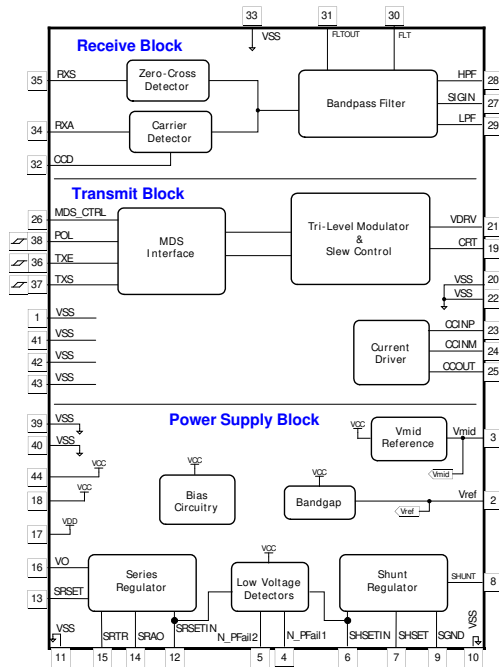 33 31 30
VSS FLTOUT FLT
Receive Block
35 RXS Zero-Cross Detector Bandpass Filter HPF 28
SIGIN 27
34 RXA Carrier Detector LPF 29
32 CCD
Transmit Block
26 MDS_CTRL MDS Interface Tri-Level Modulator & Slew Control VDRV 21
38 POL CRT 19
36 TXE
37 TXS VSS 20
VSS 22
1 VSS Current Driver CCINP 23
41 VSS CCINM 24
42 VSS CCOUT 25
43 VSS
Power Supply Block
39 VSS VCC Vmid Reference Vmid 3
40 VSS
44 VCC VCC VCC Vmid
18 VCC Bias Circuitry Bandgap Vref 2
Vref
17 VDD
VCC
16 VO Series Regulator Low Voltage Detectors Shunt Regulator SHUNT 8
13 SRSET
VSS SRTR SRAO SRSETIN N_PFail2 N_PFail1 SHSETIN SHSET SGND VSS
11 15 14 12 5 4 6 7 9 10